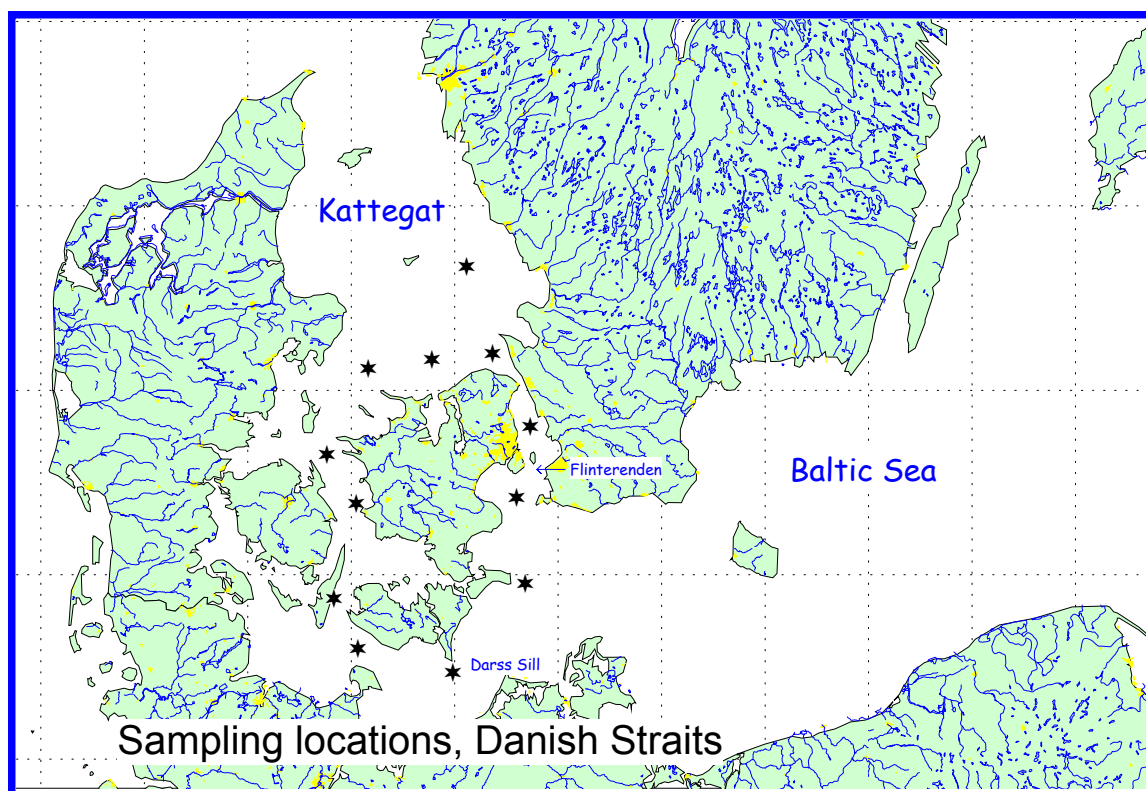 Kattegat
Baltic Sea
Flinterenden
Darss Sill
Sampling locations, Danish Straits